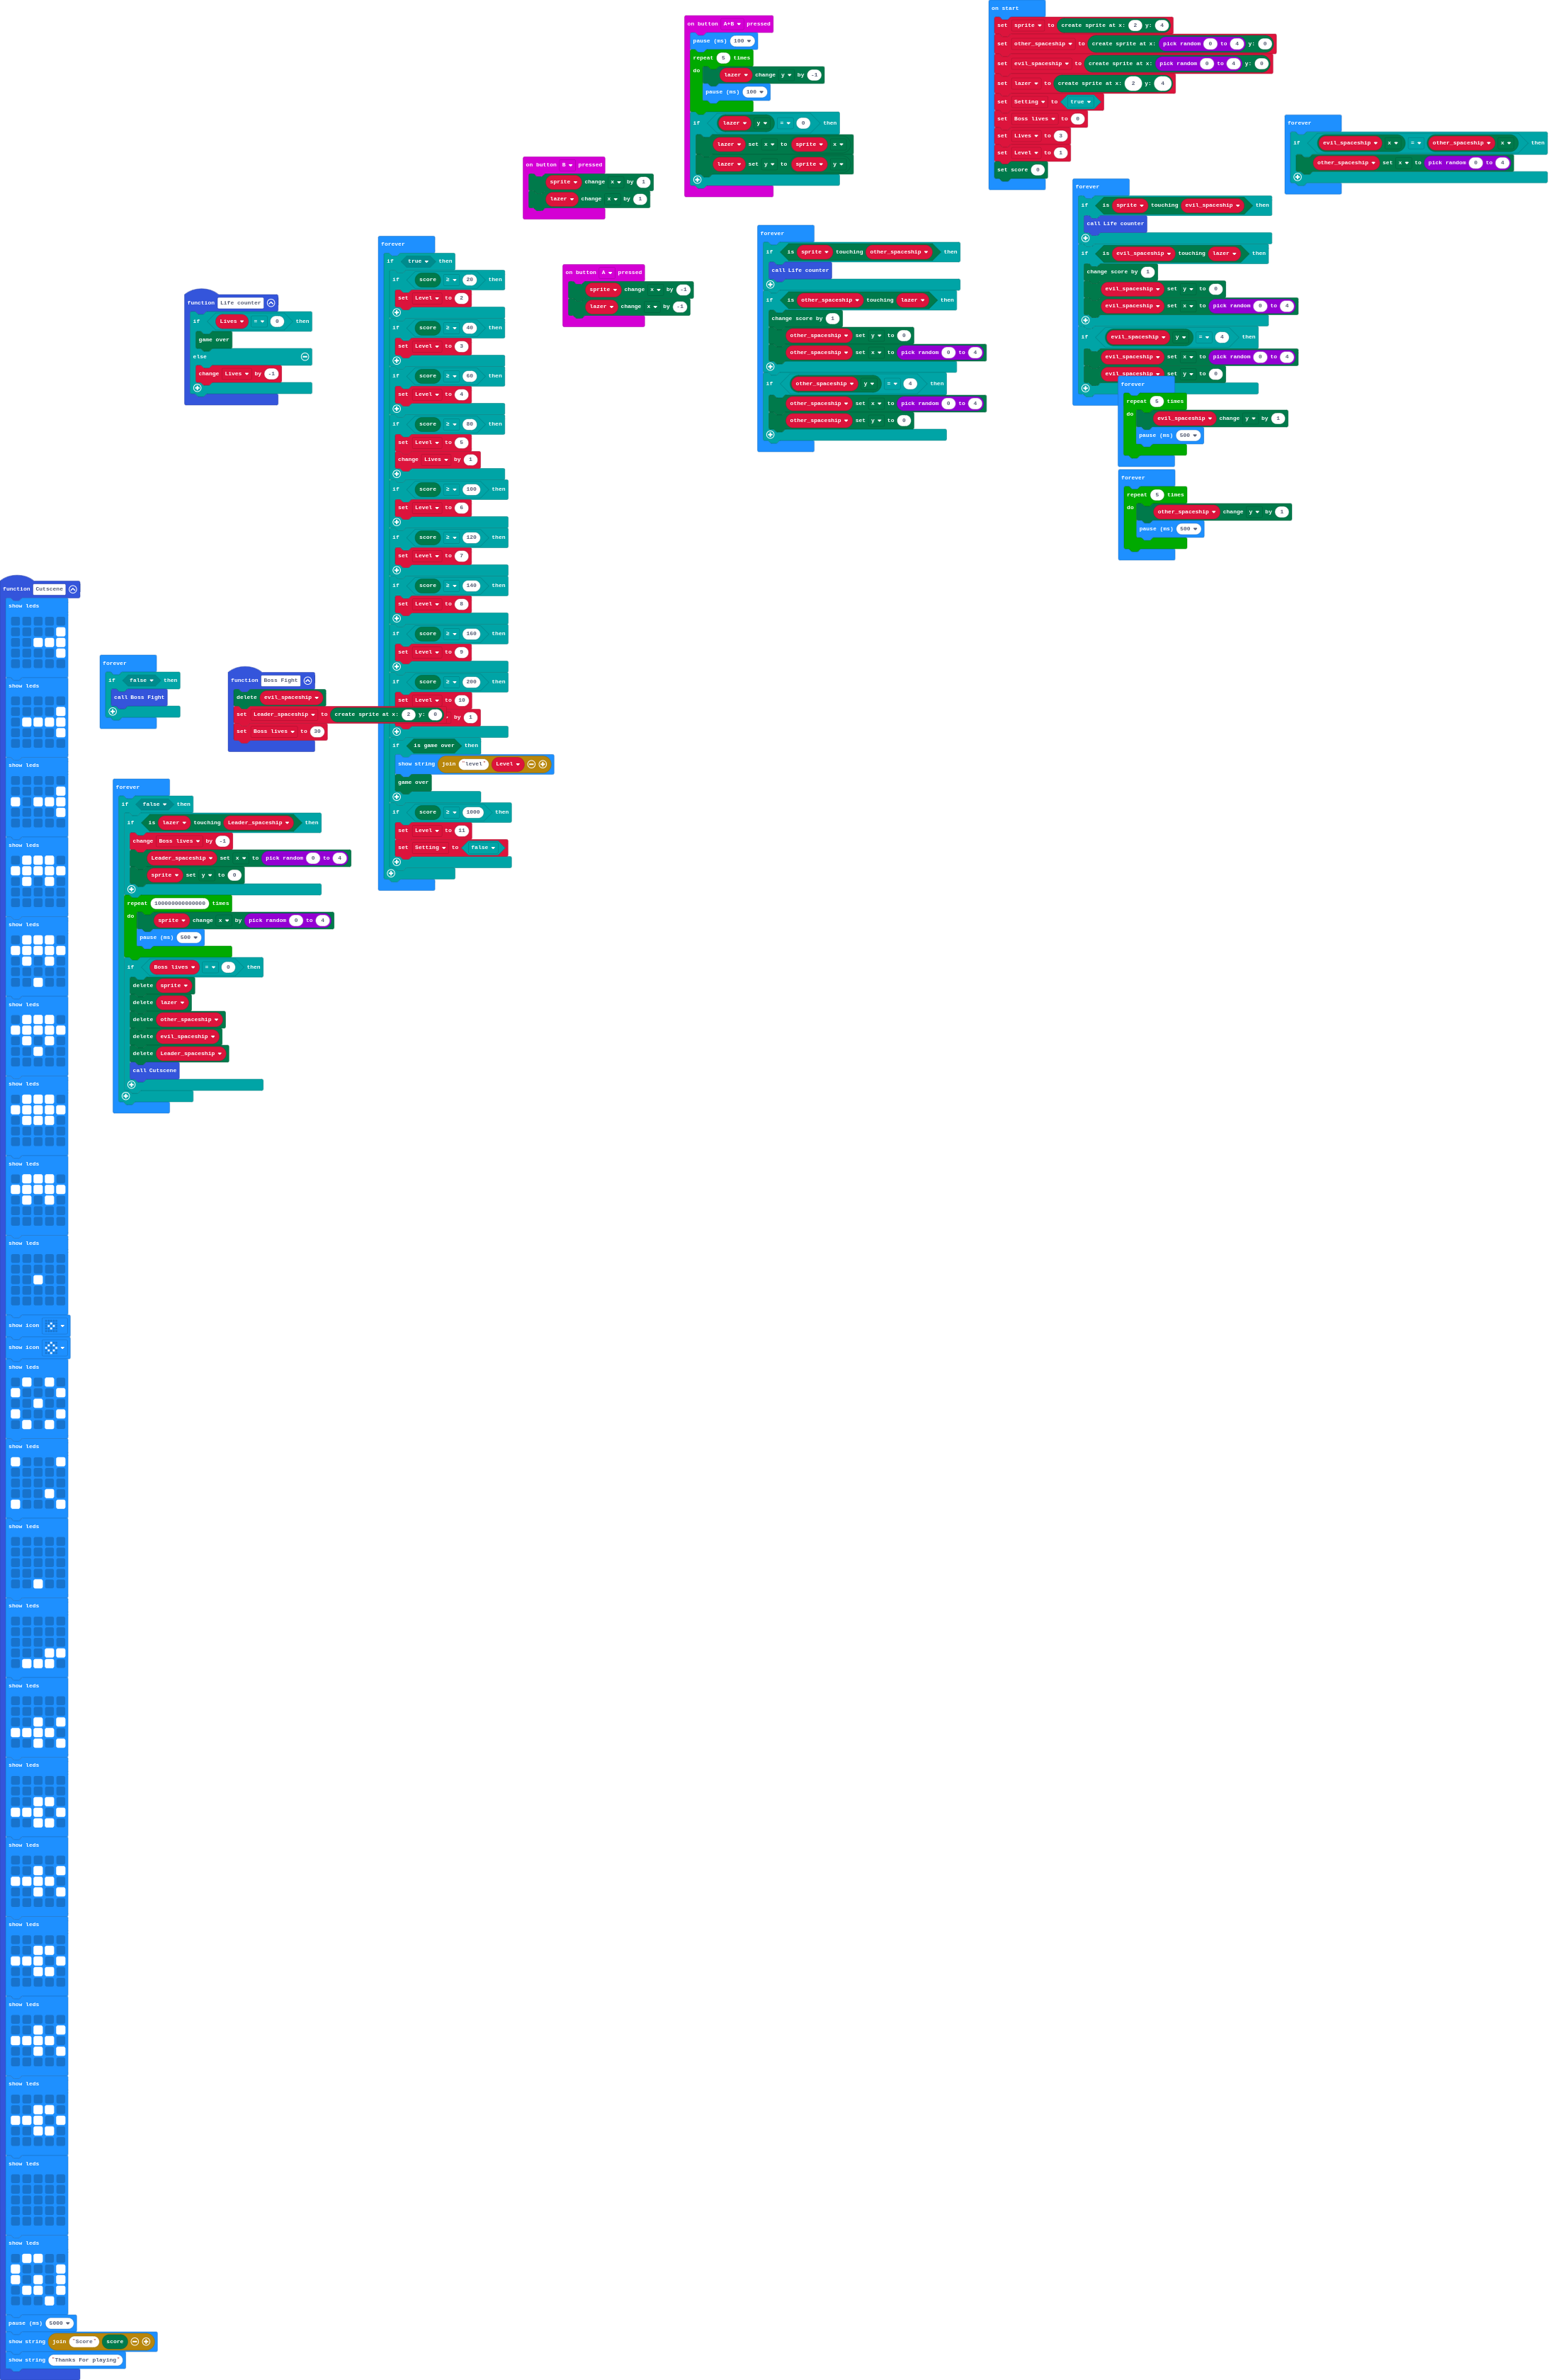 on start
set sprite to create sprite at x: 2 y: 4
set other_spaceship to create sprite at x: pick random 0 to 4 y: 0
set evil_spaceship to create sprite at x: pick random 0 to 4 y: 0
set lazer to create sprite at x: 2 y: 4
set Setting to true
set Boss lives to 0
set Lives to 3
set Level to 1
set score 0
on button A+B pressed
pause (ms) 100
repeat 5 times
do lazer change y by -1
pause (ms) 100
if lazer y = 0 then
lazer set x to sprite x
lazer set y to sprite y
forever
if evil_spaceship x = other_spaceship x then
other_spaceship set x to pick random 0 to 4
on button B pressed
sprite change x by 1
lazer change x by 1
forever
if is sprite touching evil_spaceship then
call Life counter
if is evil_spaceship touching lazer then
change score by 1
evil_spaceship set y to 0
evil_spaceship set x to pick random 0 to 4
if evil_spaceship y = 4 then
evil_spaceship set x to pick random 0 to 4
evil_spaceship set y to 0
forever
repeat 5 times
do evil_spaceship change y by 1
pause (ms) 500
forever
repeat 5 times
do other_spaceship change y by 1
pause (ms) 500
forever
if is sprite touching other_spaceship then
call Life counter
if is other_spaceship touching lazer then
change score by 1
other_spaceship set y to 0
other_spaceship set x to pick random 0 to 4
if other_spaceship y = 4 then
other_spaceship set x to pick random 0 to 4
other_spaceship set y to 0
on button A pressed
sprite change x by -1
lazer change x by -1
function Life counter
if Lives = 0 then
game over
else
change Lives by -1
forever
if true then
if score ≥ 20 then
set Level to 2
if score ≥ 40 then
set Level to 3
if score ≥ 60 then
set Level to 4
if score ≥ 80 then
set Level to 5
change Lives by 1
if score ≥ 100 then
set Level to 6
if score ≥ 120 then
set Level to 7
if score ≥ 140 then
set Level to 8
if score ≥ 160 then
set Level to 9
if score ≥ 200 then
set Level to 10
by 1
if is game over then
show string join "level" Level
game over
if score ≥ 1000 then
set Level to 11
set Setting to false
forever
if false then
call Boss Fight
function Boss Fight
delete evil_spaceship
set Leader_spaceship to create sprite at x: 2 y: 0
set Boss lives to 30
forever
if false then
if is lazer touching Leader_spaceship then
change Boss lives by -1
Leader_spaceship set x to pick random 0 to 4
sprite set y to 0
repeat 100000000000000 times
do sprite change x by pick random 0 to 4
pause (ms) 500
if Boss lives = 0 then
delete sprite
delete lazer
delete other_spaceship
delete evil_spaceship
delete Leader_spaceship
call Cutscene
function Cutscene
show leds
show leds
show leds
show leds
show leds
show leds
show leds
show leds
show leds
show icon
show icon
show leds
show leds
show leds
show leds
show leds
show leds
show leds
show leds
show leds
show leds
show leds
show leds
pause (ms) 5000
show string join "Score" score
show string "Thanks for playing"